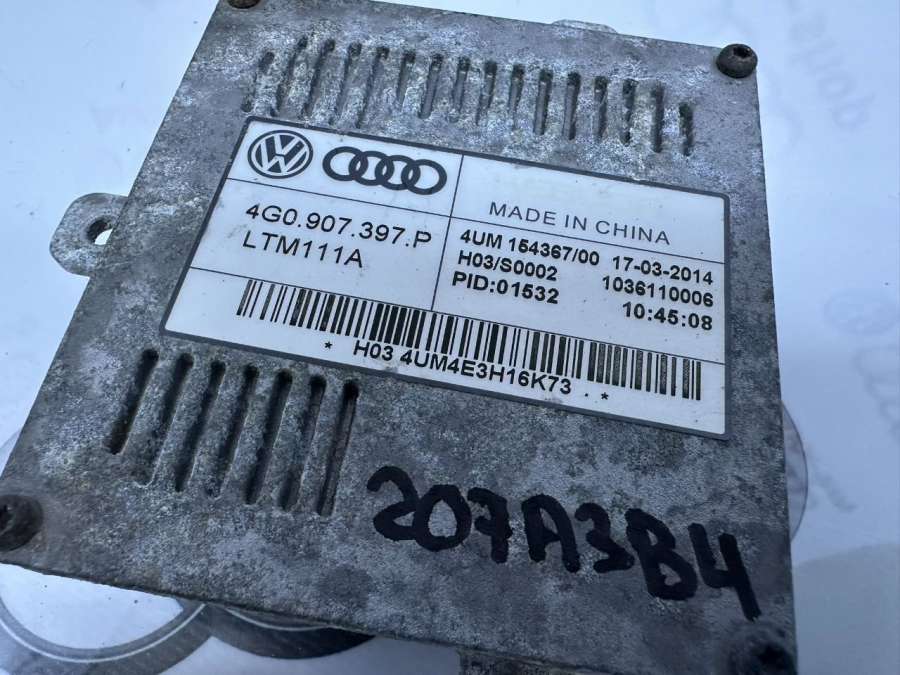 MADE IN CHINA
4G0.907.397.P
LTM111A
4UM 154367/00 17-03-2014
H03/S0002 1036110006
PID:01532 10:45:08
* H03 4UM4E3H16K73 . . *
207A3B4